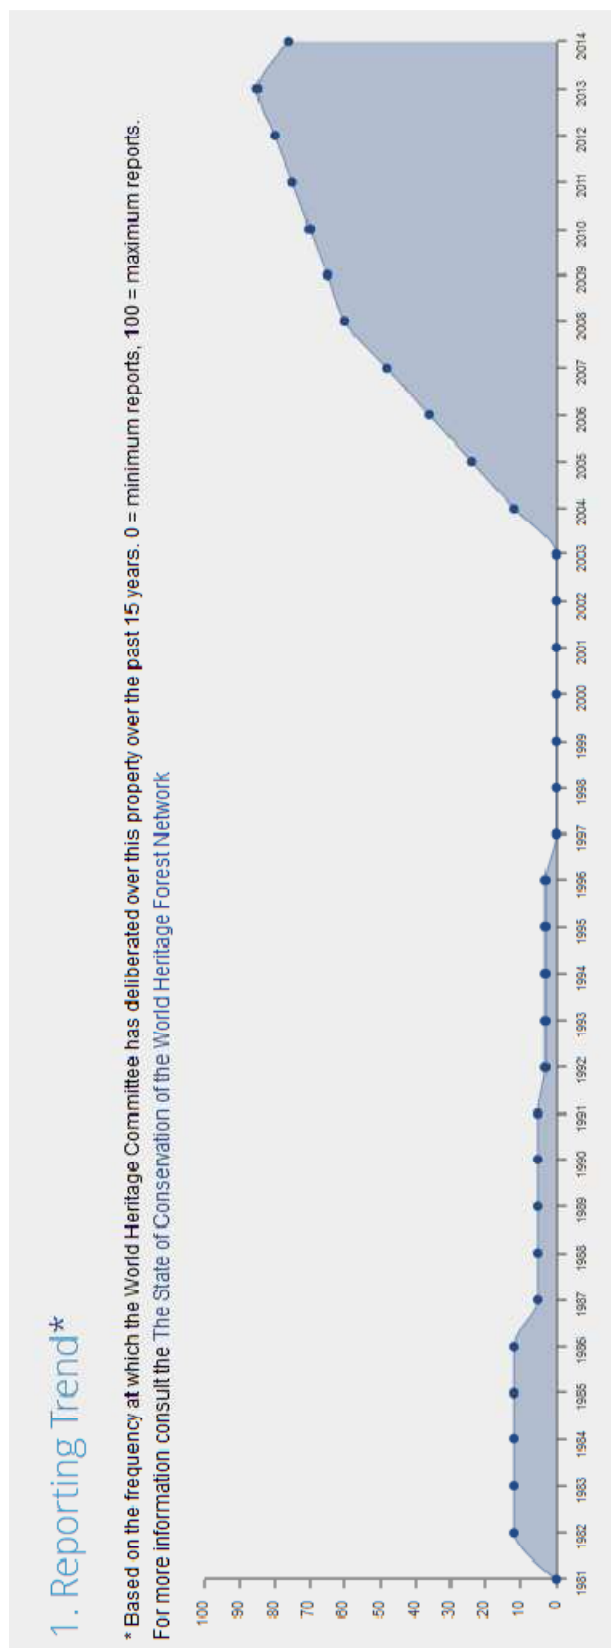 1. Reporting Trend*
* Based on the frequency at which the World Heritage Committee has deliberated over this property over the past 15 years. 0 = minimum reports, 100 = maximum reports.
For more information consult the The State of Conservation of the World Heritage Forest Network
100
90
80
70
60
50
40
30
20
10
0
1981 1982 1983 1984 1985 1986 1987 1988 1989 1990 1991 1992 1993 1994 1995 1996 1997 1998 1999 2000 2001 2002 2003 2004 2005 2006 2007 2008 2009 2010 2011 2012 2013 2014